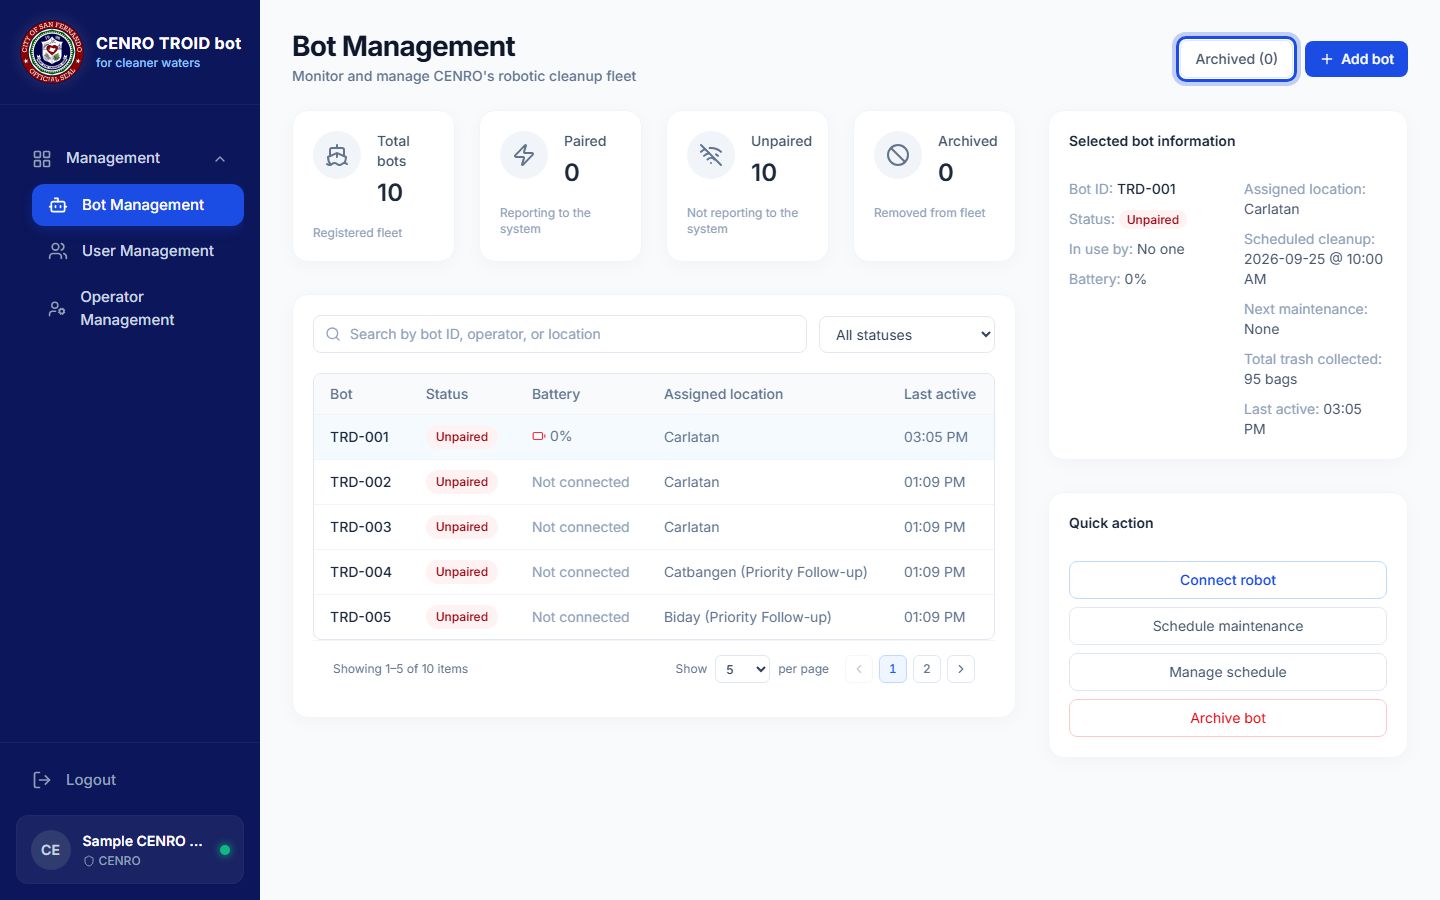 CITY OF SAN FERNANDO
OFFICIAL SEAL
CENRO TROID bot
for cleaner waters
Management
Bot Management
User Management
Operator
Management
Logout
CE
Sample CENRO ...
CENRO
Bot Management
Monitor and manage CENRO's robotic cleanup fleet
Archived (0)
Add bot
Total
bots
10
Registered fleet
Paired
0
Reporting to the
system
Unpaired
10
Not reporting to the
system
Archived
0
Removed from fleet
Search by bot ID, operator, or location
All statuses
Bot Status Battery Assigned location Last active
TRD-001 Unpaired 0% Carlatan 03:05 PM
TRD-002 Unpaired Not connected Carlatan 01:09 PM
TRD-003 Unpaired Not connected Carlatan 01:09 PM
TRD-004 Unpaired Not connected Catbangen (Priority Follow-up) 01:09 PM
TRD-005 Unpaired Not connected Biday (Priority Follow-up) 01:09 PM
Showing 1–5 of 10 items
Show 5 per page
1 2
Selected bot information
Bot ID: TRD-001
Status: Unpaired
In use by: No one
Battery: 0%
Assigned location:
Carlatan
Scheduled cleanup:
2026-09-25 @ 10:00
AM
Next maintenance:
None
Total trash collected:
95 bags
Last active: 03:05
PM
Quick action
Connect robot
Schedule maintenance
Manage schedule
Archive bot